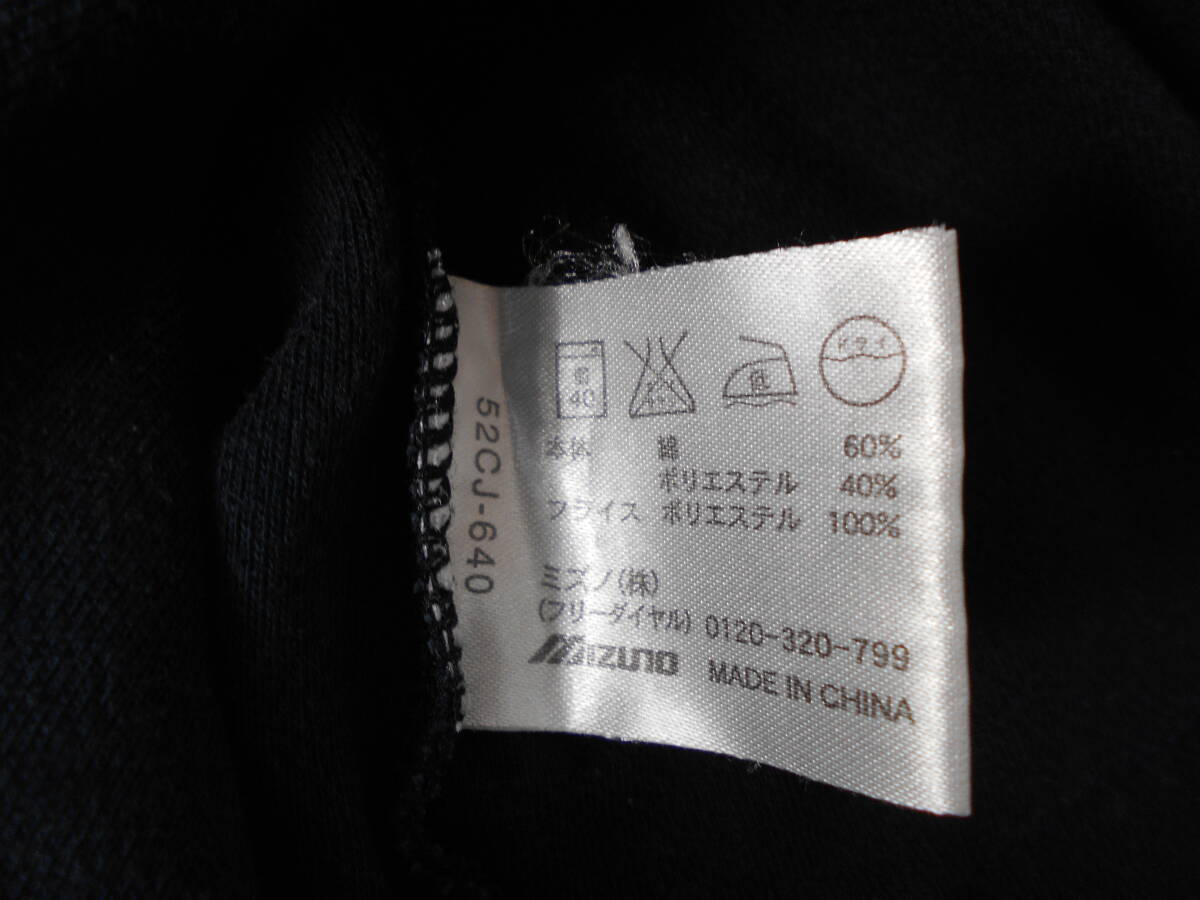 40
ドライ
本体 綿 60%
ポリエステル 40%
フライス ポリエステル 100%
ミズノ(株)
(フリーダイヤル) 0120-320-799
MIZUNO MADE IN CHINA
52CJ-640